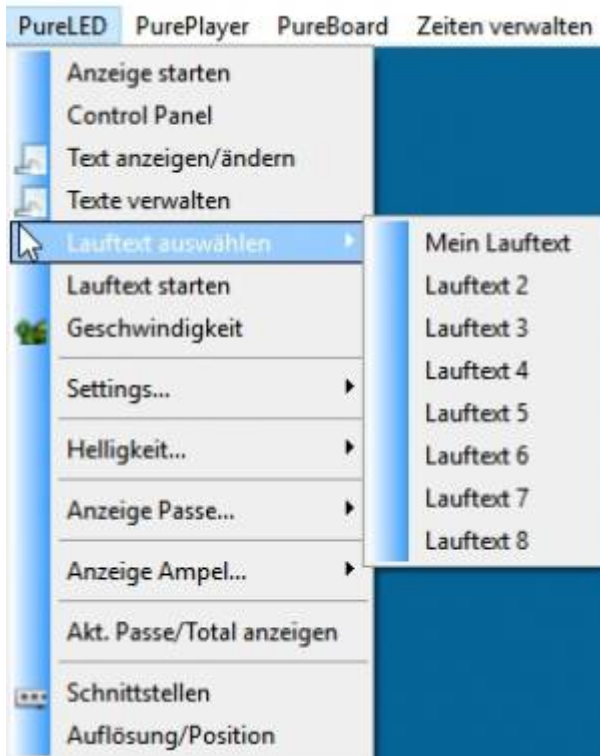 PureLED PurePlayer PureBoard Zeiten verwalten
Anzeige starten
Control Panel
Text anzeigen/ändern
Texte verwalten
Lauftext auswählen
Lauftext starten
Geschwindigkeit
Settings...
Helligkeit...
Anzeige Passe...
Anzeige Ampel...
Akt. Passe/Total anzeigen
Schnittstellen
Auflösung/Position
Mein Lauftext
Lauftext 2
Lauftext 3
Lauftext 4
Lauftext 5
Lauftext 6
Lauftext 7
Lauftext 8